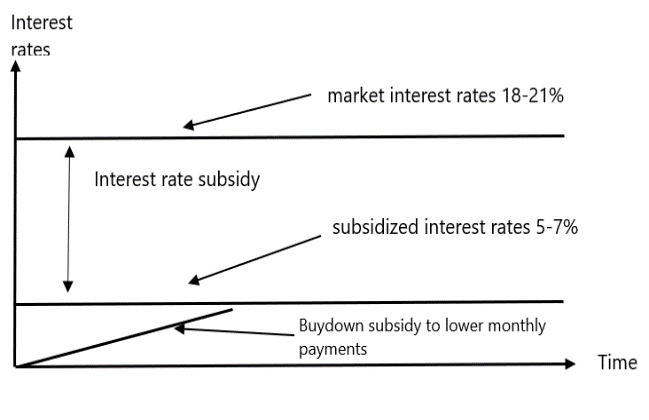 Interest
rates
market interest rates 18-21%
Interest rate subsidy
subsidized interest rates 5-7%
Buydown subsidy to lower monthly
payments
Time